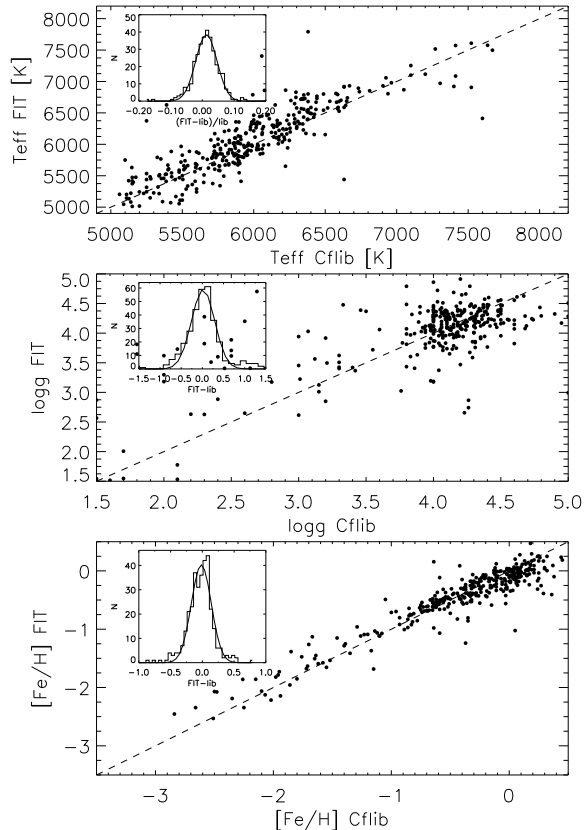 50
40
30
20
10
0
N
-0.20 -0.10 0.00 0.10 0.20
(FIT-lib)/lib
8000
7500
7000
6500
6000
5500
5000
Teff FIT [K]
5000 5500 6000 6500 7000 7500 8000
Teff Cflib [K]
60
50
40
30
20
10
0
N
-1.5 -1.0 -0.5 0.0 0.5 1.0 1.5
FIT-lib
5.0
4.5
4.0
3.5
3.0
2.5
2.0
1.5
logg FIT
1.5 2.0 2.5 3.0 3.5 4.0 4.5 5.0
logg Cflib
40
30
20
10
0
N
-1.0 -0.5 0.0 0.5 1.0
FIT-lib
0
-1
-2
-3
[Fe/H] FIT
-3 -2 -1 0
[Fe/H] Cflib